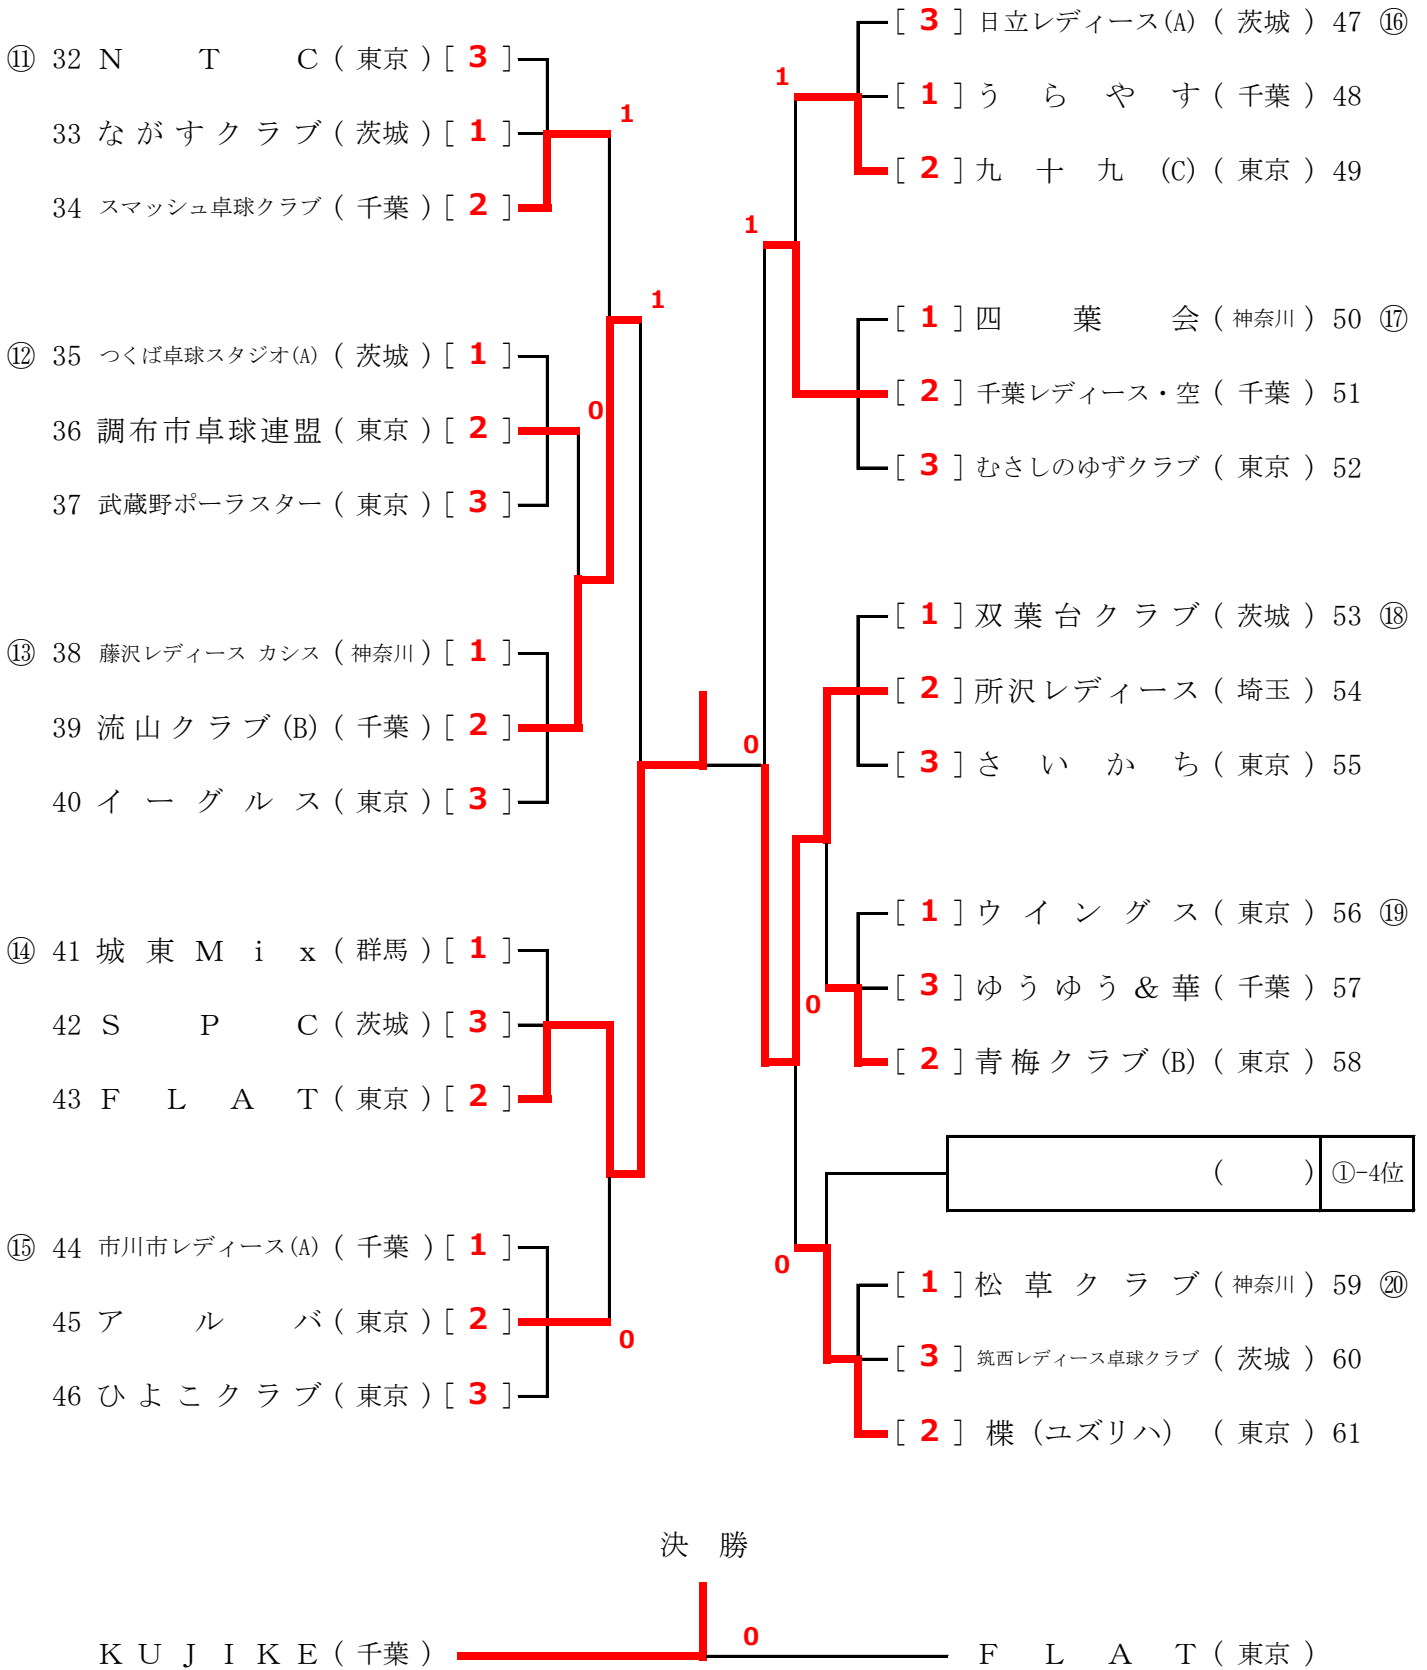 ⑪ 32 N T C ( 東京 ) [ 3 ]
33 ながすクラブ ( 茨城 ) [ 1 ]
34 スマッシュ卓球クラブ ( 千葉 ) [ 2 ]
1
⑫ 35 つくば卓球スタジオ(A) ( 茨城 ) [ 1 ]
36 調布市卓球連盟 ( 東京 ) [ 2 ]
37 武蔵野ポーラスター ( 東京 ) [ 3 ]
0
1
⑬ 38 藤沢レディース カシス ( 神奈川 ) [ 1 ]
39 流山クラブ(B) ( 千葉 ) [ 2 ]
40 イーグルス ( 東京 ) [ 3 ]
⑭ 41 城東Mix ( 群馬 ) [ 1 ]
42 S P C ( 茨城 ) [ 3 ]
43 F L A T ( 東京 ) [ 2 ]
⑮ 44 市川市レディース(A) ( 千葉 ) [ 1 ]
45 アルバ ( 東京 ) [ 2 ]
46 ひよこクラブ ( 東京 ) [ 3 ]
0
[ 3 ] 日立レディース(A) ( 茨城 ) 47 ⑯
[ 1 ] うらやす ( 千葉 ) 48
[ 2 ] 九十九(C) ( 東京 ) 49
1
1
[ 1 ] 四葉会 ( 神奈川 ) 50 ⑰
[ 2 ] 千葉レディース・空 ( 千葉 ) 51
[ 3 ] むさしのゆずクラブ ( 東京 ) 52
[ 1 ] 双葉台クラブ ( 茨城 ) 53 ⑱
[ 2 ] 所沢レディース ( 埼玉 ) 54
[ 3 ] さいかち ( 東京 ) 55
0
[ 1 ] ウイングス ( 東京 ) 56 ⑲
[ 3 ] ゆうゆう&華 ( 千葉 ) 57
[ 2 ] 青梅クラブ(B) ( 東京 ) 58
0
( ) ①-4位
0
[ 1 ] 松草クラブ ( 神奈川 ) 59 ⑳
[ 3 ] 筑西レディース卓球クラブ ( 茨城 ) 60
[ 2 ] 楪(ユズリハ) ( 東京 ) 61
決 勝
K U J I K E ( 千葉 ) 0 F L A T ( 東京 )